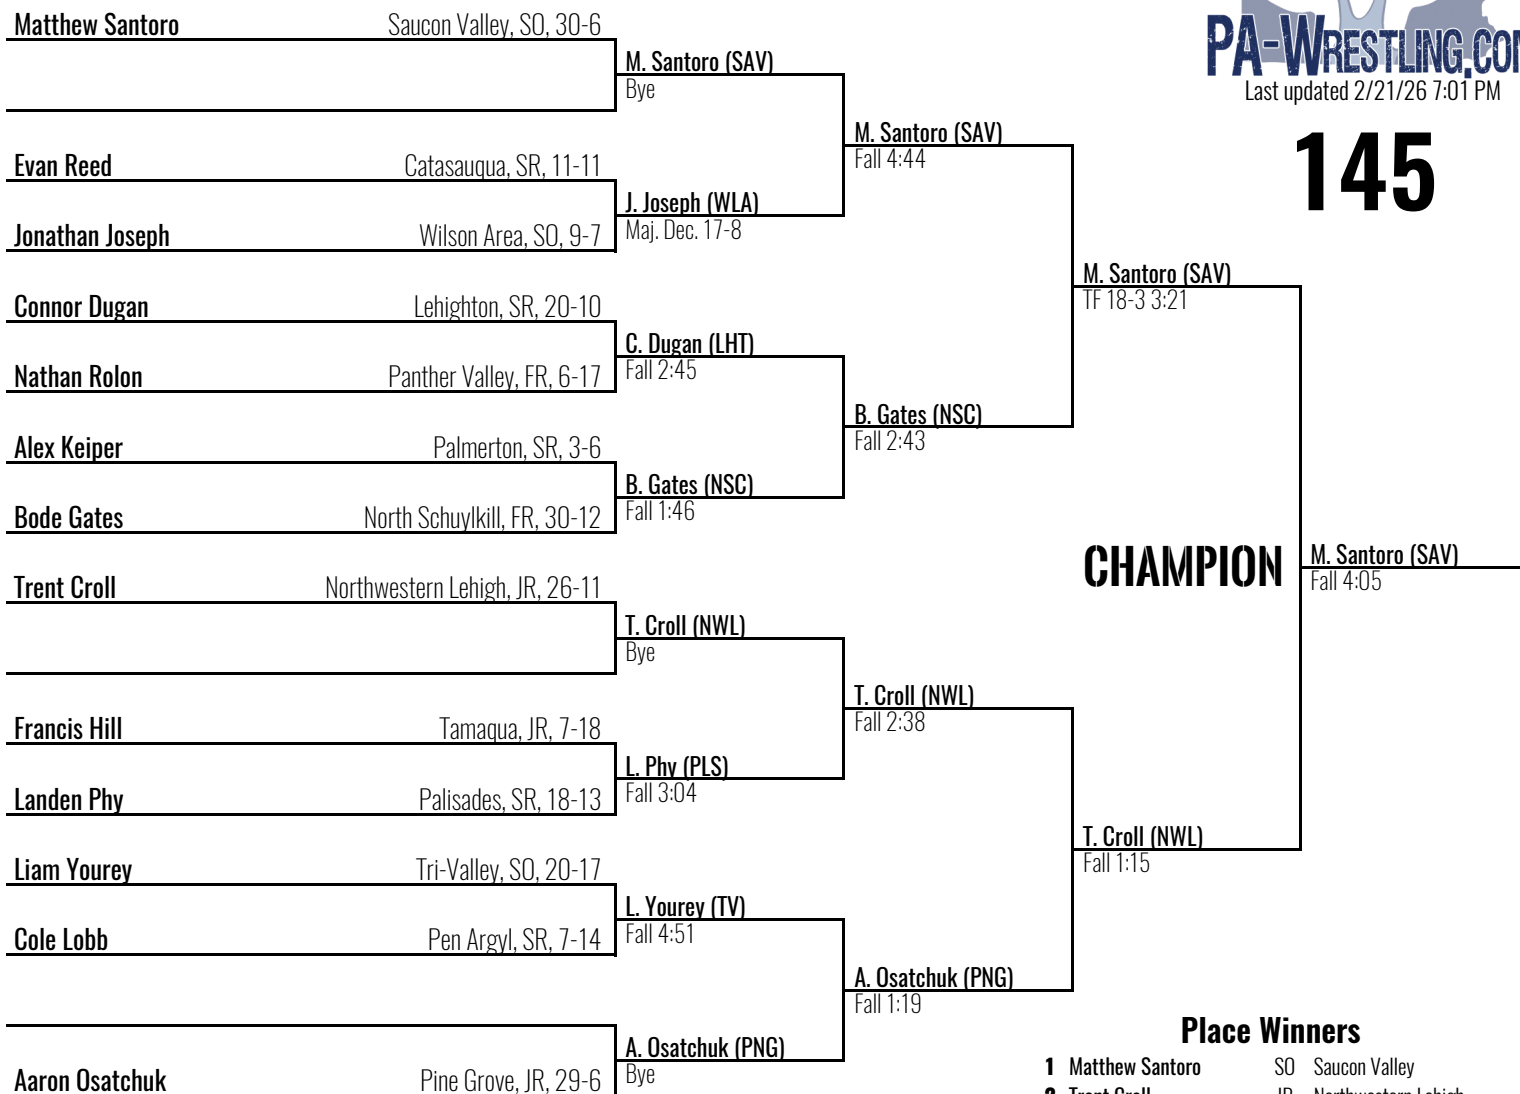 Matthew Santoro Saucon Valley, SO, 30-6
M. Santoro (SAV)
Bye
PA-WRESTLING.COM
Last updated 2/21/26 7:01 PM
145
M. Santoro (SAV)
Fall 4:44
Evan Reed Catasauqua, SR, 11-11
J. Joseph (WLA)
Maj. Dec. 17-8
Jonathan Joseph Wilson Area, SO, 9-7
M. Santoro (SAV)
TF 18-3 3:21
Connor Dugan Lehighton, SR, 20-10
C. Dugan (LHT)
Fall 2:45
Nathan Rolon Panther Valley, FR, 6-17
B. Gates (NSC)
Fall 2:43
Alex Keiper Palmerton, SR, 3-6
B. Gates (NSC)
Fall 1:46
Bode Gates North Schuylkill, FR, 30-12
CHAMPION
M. Santoro (SAV)
Fall 4:05
Trent Croll Northwestern Lehigh, JR, 26-11
T. Croll (NWL)
Bye
T. Croll (NWL)
Fall 2:38
Francis Hill Tamaqua, JR, 7-18
L. Phy (PLS)
Fall 3:04
Landen Phy Palisades, SR, 18-13
T. Croll (NWL)
Fall 1:15
Liam Yourey Tri-Valley, SO, 20-17
L. Yourey (TV)
Fall 4:51
Cole Lobb Pen Argyl, SR, 7-14
A. Osatchuk (PNG)
Fall 1:19
A. Osatchuk (PNG)
Bye
Aaron Osatchuk Pine Grove, JR, 29-6
Place Winners
1 Matthew Santoro SO Saucon Valley
2 Trent Croll JR Northwestern Lehigh